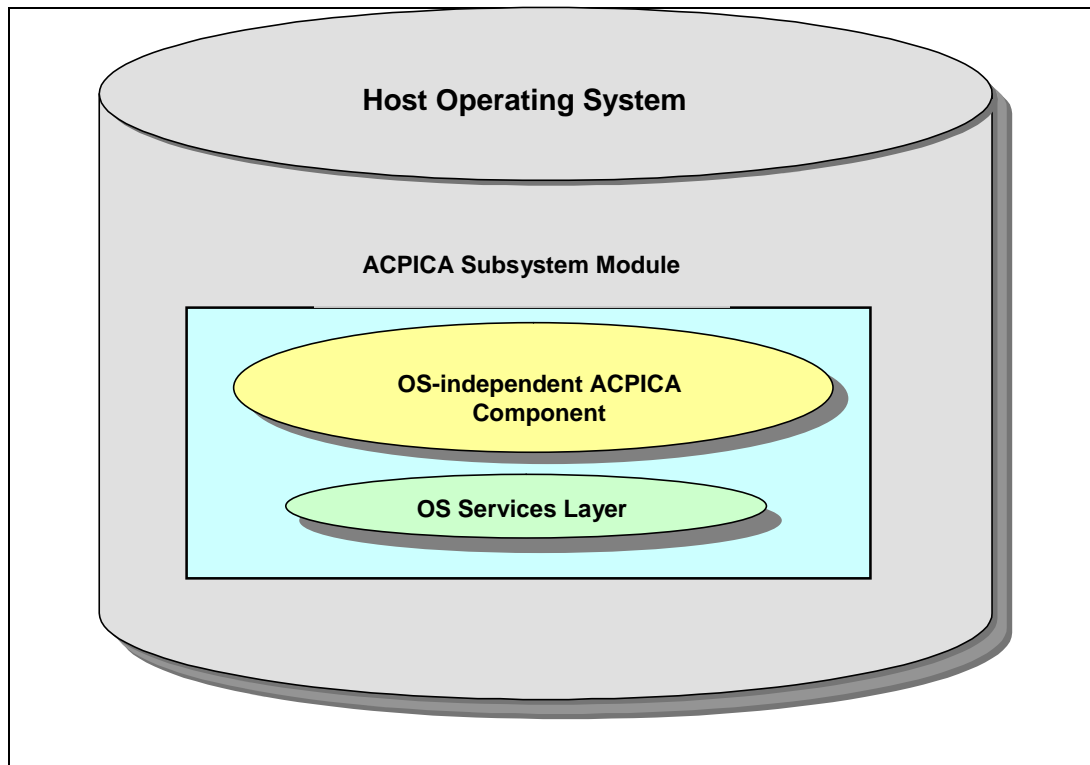 Host Operating System
ACPICA Subsystem Module
OS-independent ACPICA
Component
OS Services Layer